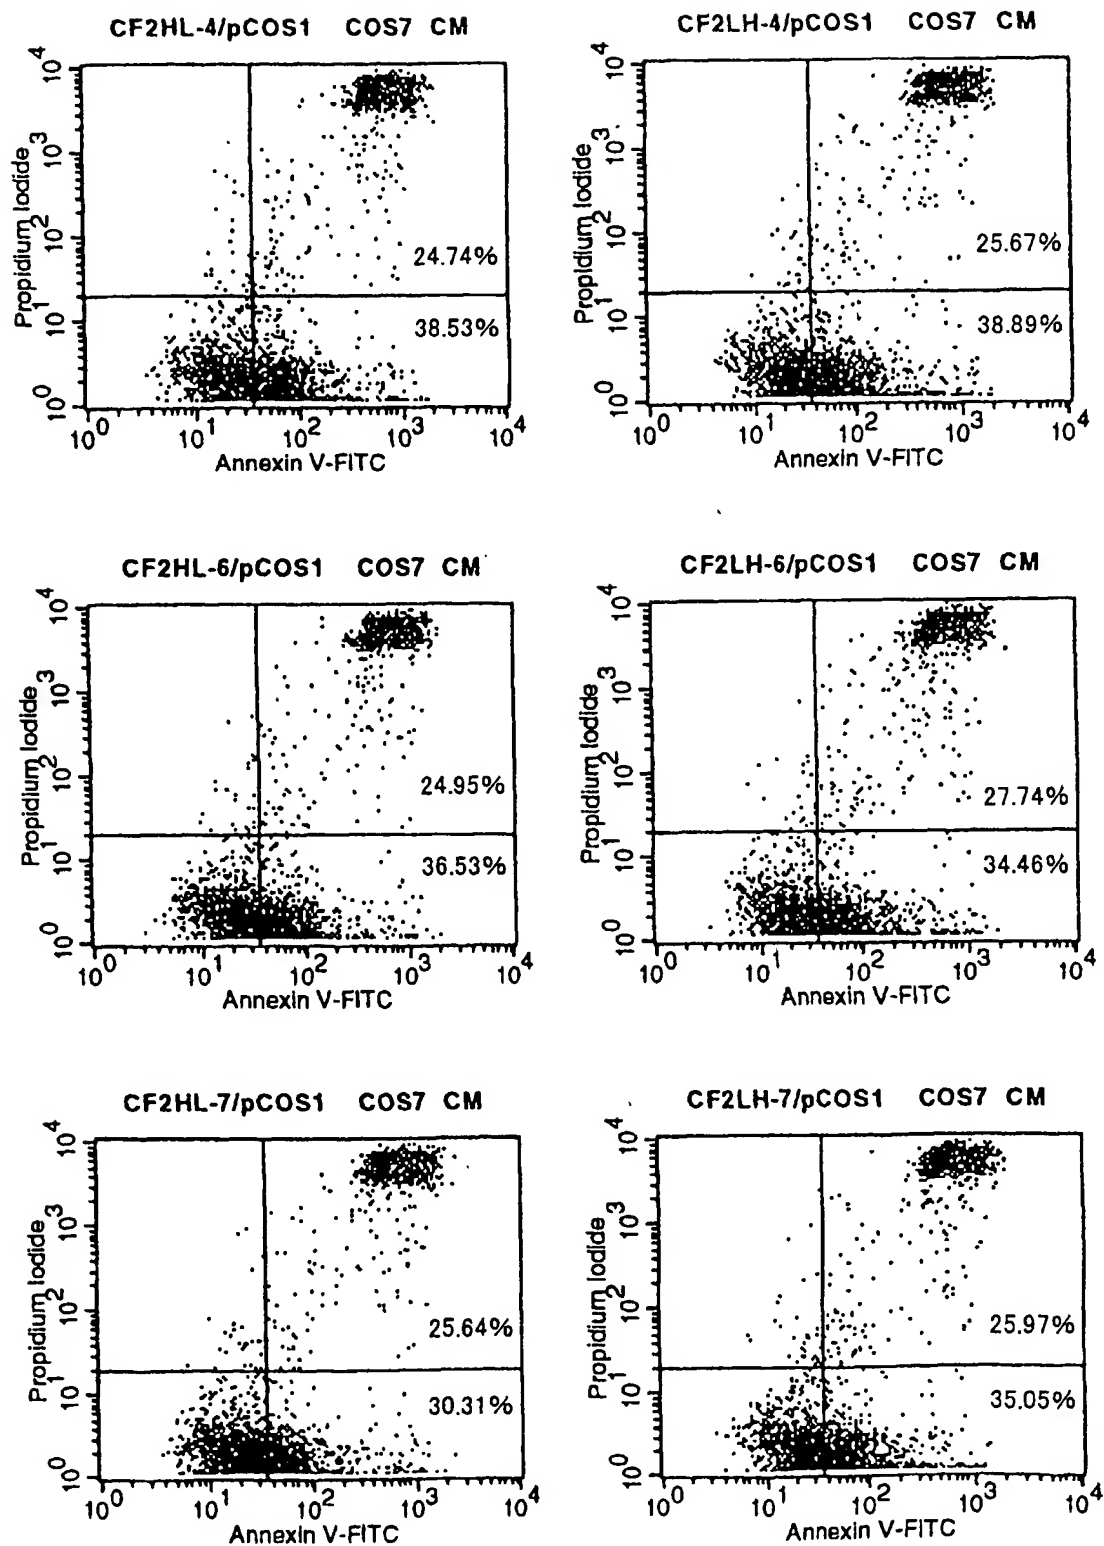 CF2HL-4/pCOS1 COS7 CM
10^4
10^3
10^2
10^1
10^0
Propidium Iodide
24.74%
38.53%
10^0 10^1 10^2 10^3 10^4
Annexin V-FITC
CF2LH-4/pCOS1 COS7 CM
10^4
10^3
10^2
10^1
10^0
Propidium Iodide
25.67%
38.89%
10^0 10^1 10^2 10^3 10^4
Annexin V-FITC
CF2HL-6/pCOS1 COS7 CM
10^4
10^3
10^2
10^1
10^0
Propidium Iodide
24.95%
36.53%
10^0 10^1 10^2 10^3 10^4
Annexin V-FITC
CF2LH-6/pCOS1 COS7 CM
10^4
10^3
10^2
10^1
10^0
Propidium Iodide
27.74%
34.46%
10^0 10^1 10^2 10^3 10^4
Annexin V-FITC
CF2HL-7/pCOS1 COS7 CM
10^4
10^3
10^2
10^1
10^0
Propidium Iodide
25.64%
30.31%
10^0 10^1 10^2 10^3 10^4
Annexin V-FITC
CF2LH-7/pCOS1 COS7 CM
10^4
10^3
10^2
10^1
10^0
Propidium Iodide
25.97%
35.05%
10^0 10^1 10^2 10^3 10^4
Annexin V-FITC